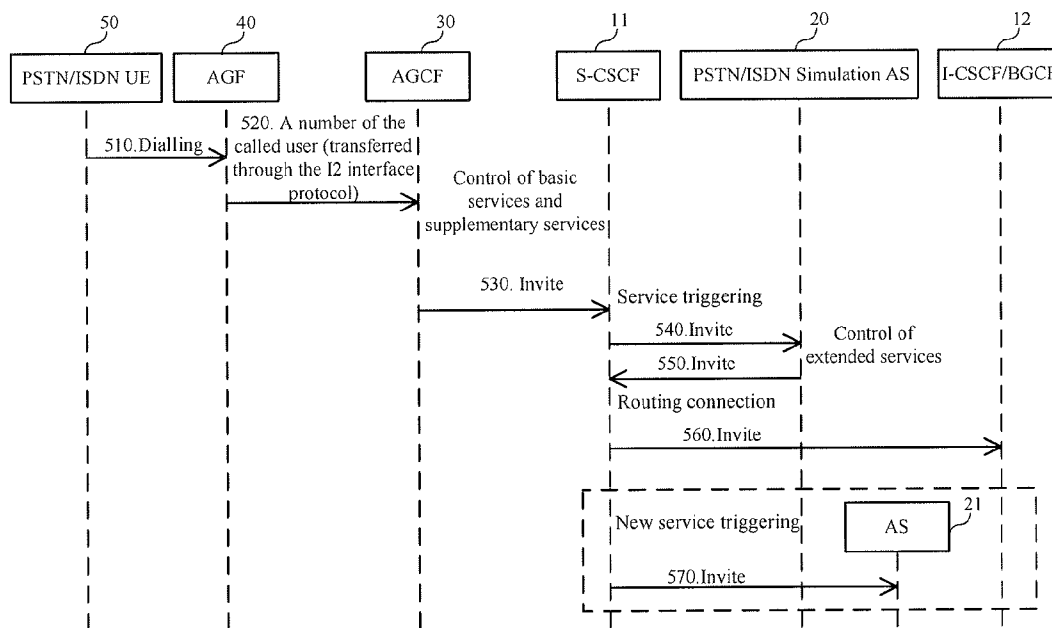 50
40
30
11
20
12
PSTN/ISDN UE
AGF
AGCF
S-CSCF
PSTN/ISDN Simulation AS
I-CSCF/BGCF
510.Dialling
520. A number of the
called user (transferred
through the I2 interface
protocol)
Control of basic
services and
supplementary services
530. Invite
Service triggering
540.Invite
Control of
extended services
550.Invite
Routing connection
560.Invite
New service triggering
AS
21
570.Invite